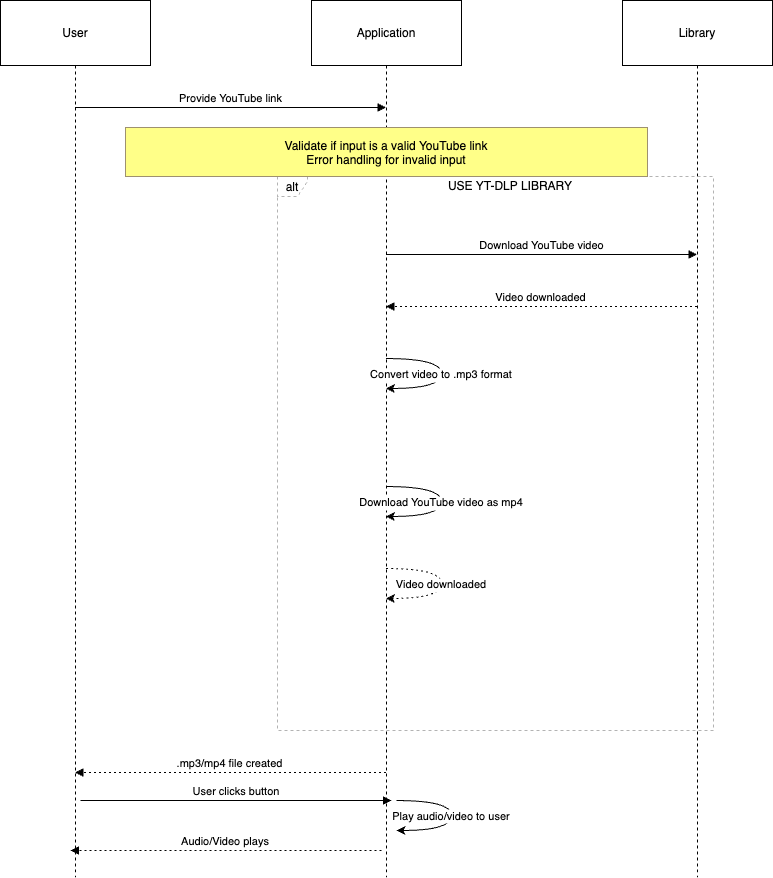 User
Application
Library
Provide YouTube link
Validate if input is a valid YouTube link
Error handling for invalid input
alt
USE YT-DLP LIBRARY
Download YouTube video
Video downloaded
Convert video to .mp3 format
Download YouTube video as mp4
Video downloaded
.mp3/mp4 file created
User clicks button
Play audio/video to user
Audio/Video plays